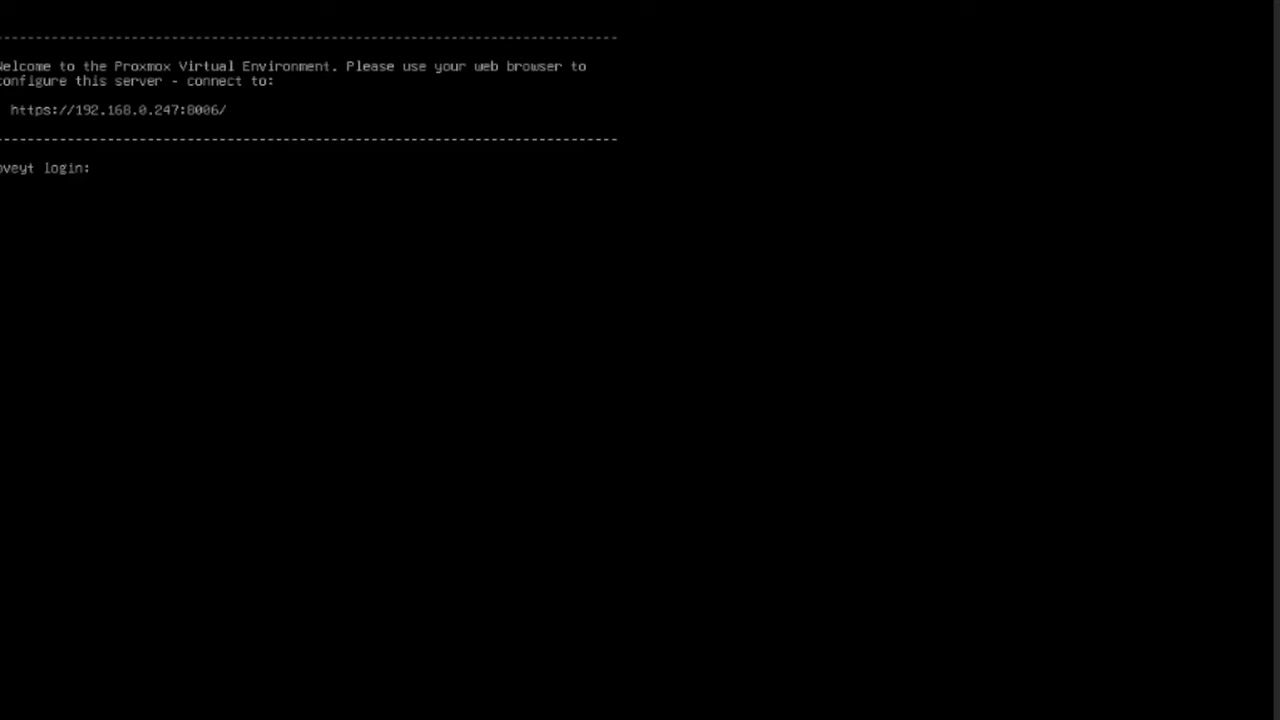 --------------------------------------------------------------------------------
Welcome to the Proxmox Virtual Environment. Please use your web browser to
configure this server - connect to:
https://192.168.0.247:8006/
--------------------------------------------------------------------------------
pveyt login: